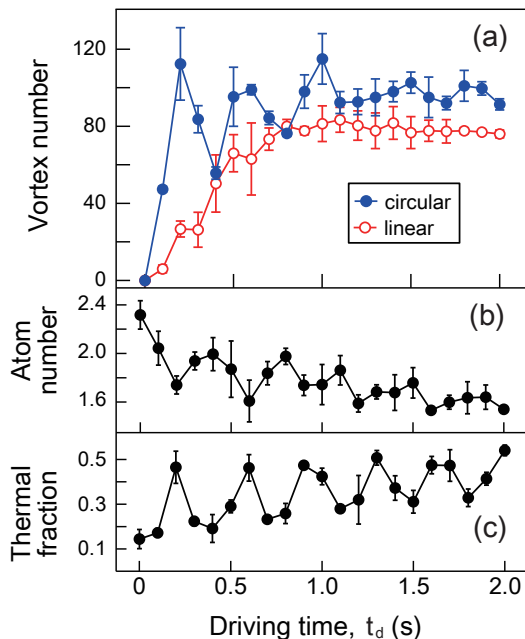 (a)
120
80
40
0
Vortex number
circular
linear
(b)
2.4
2.0
1.6
Atom
number
(c)
0.5
0.3
0.1
Thermal
fraction
0 0.5 1.0 1.5 2.0
Driving time, t_d (s)